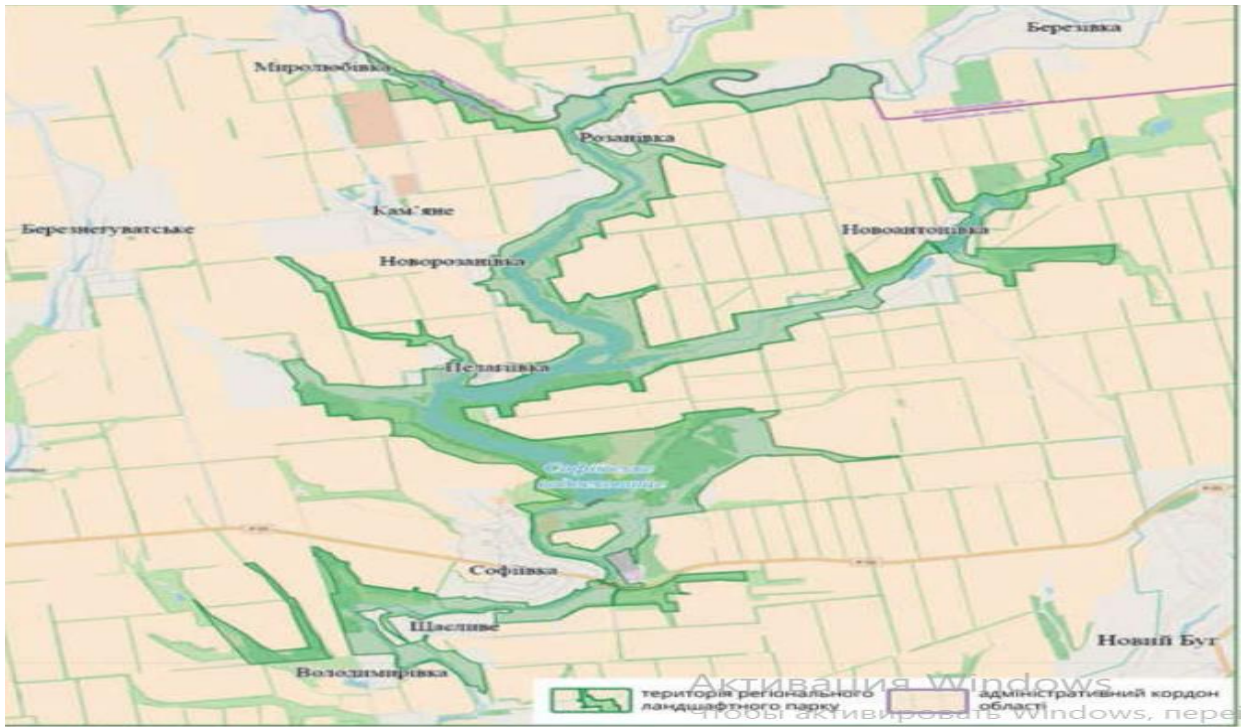 Березівка
Миролюбівка
Розанівка
Кам'яне
Березнегуватське
Новоантонівка
Новорозанівка
Пелагіївка
Софіївське
водосховище
Софіївка
Щасливе
Новий Буг
Володимирівка
територія регіонального
ландшафтного парку
адміністративний кордон
області
Активация Windows
Чтобы активировать Windows, пере